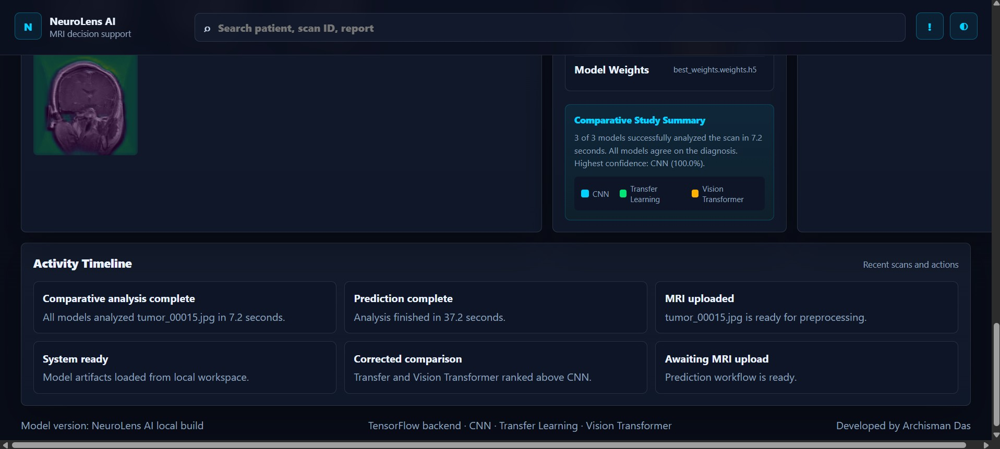 N
NeuroLens AI
MRI decision support
Search patient, scan ID, report
!
Model Weights
best_weights.weights.h5
Comparative Study Summary
3 of 3 models successfully analyzed the scan in 7.2
seconds. All models agree on the diagnosis.
Highest confidence: CNN (100.0%).
CNN
Transfer
Learning
Vision
Transformer
Activity Timeline
Recent scans and actions
Comparative analysis complete
All models analyzed tumor_00015.jpg in 7.2 seconds.
Prediction complete
Analysis finished in 37.2 seconds.
MRI uploaded
tumor_00015.jpg is ready for preprocessing.
System ready
Model artifacts loaded from local workspace.
Corrected comparison
Transfer and Vision Transformer ranked above CNN.
Awaiting MRI upload
Prediction workflow is ready.
Model version: NeuroLens AI local build
TensorFlow backend · CNN · Transfer Learning · Vision Transformer
Developed by Archisman Das